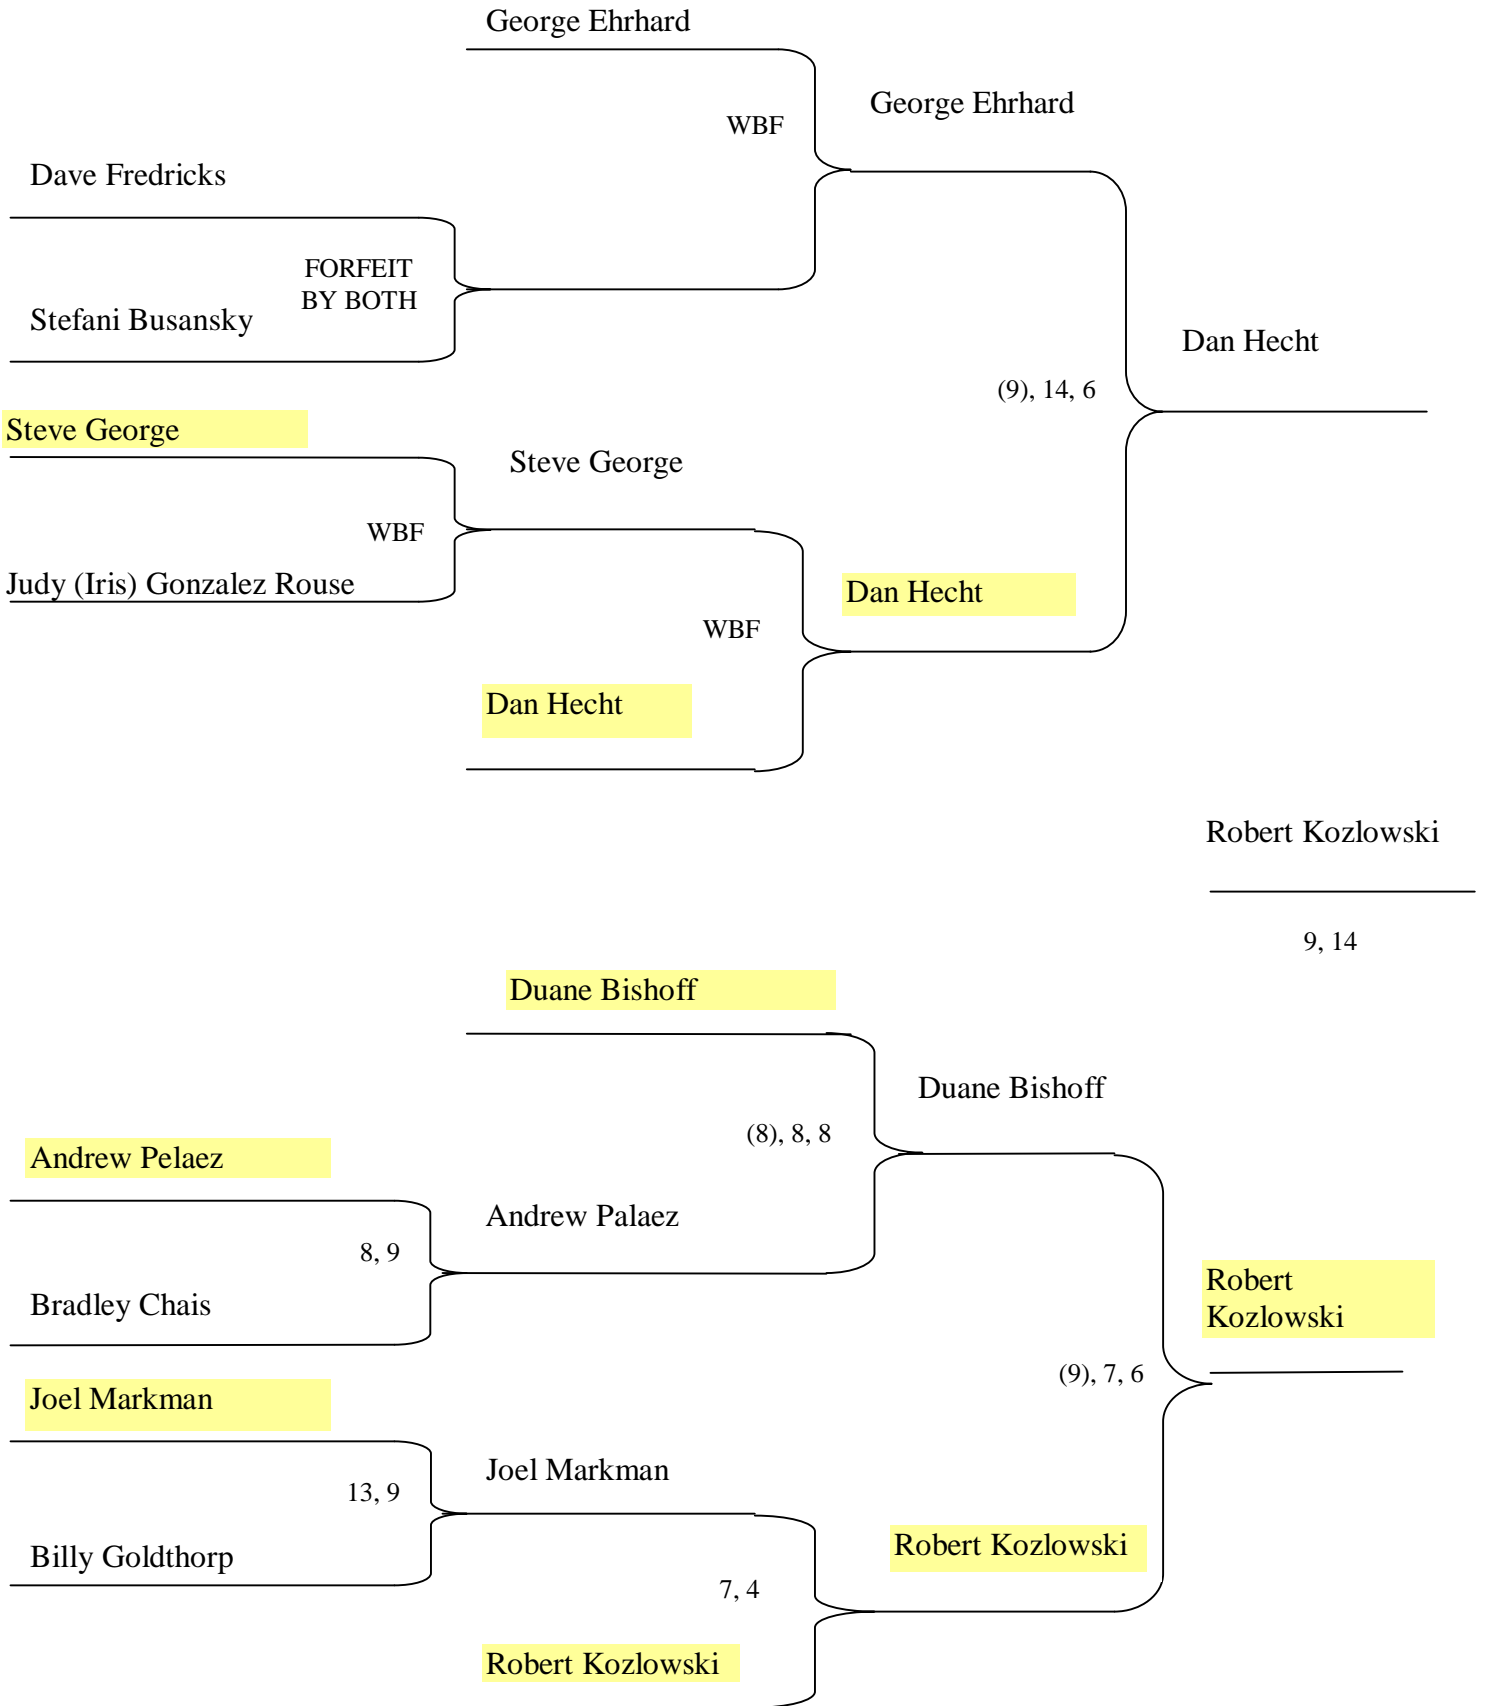 George Ehrhard
George Ehrhard
WBF
Dave Fredricks
FORFEIT
BY BOTH
Stefani Busansky
Dan Hecht
(9), 14, 6
Steve George
Steve George
WBF
Judy (Iris) Gonzalez Rouse
Dan Hecht
WBF
Dan Hecht
Robert Kozlowski
9, 14
Duane Bishoff
Duane Bishoff
(8), 8, 8
Andrew Pelaez
Andrew Palaez
8, 9
Bradley Chais
Robert
Kozlowski
(9), 7, 6
Joel Markman
Joel Markman
13, 9
Billy Goldthorp
Robert Kozlowski
7, 4
Robert Kozlowski